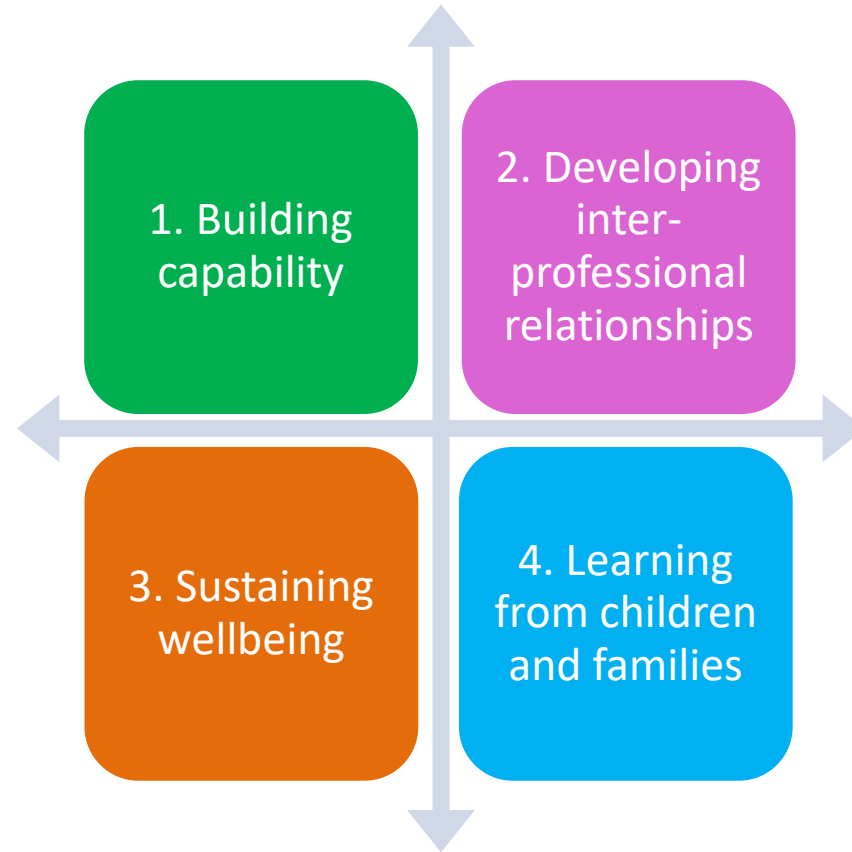 1. Building
capability
2. Developing
inter-
professional
relationships
3. Sustaining
wellbeing
4. Learning
from children
and families